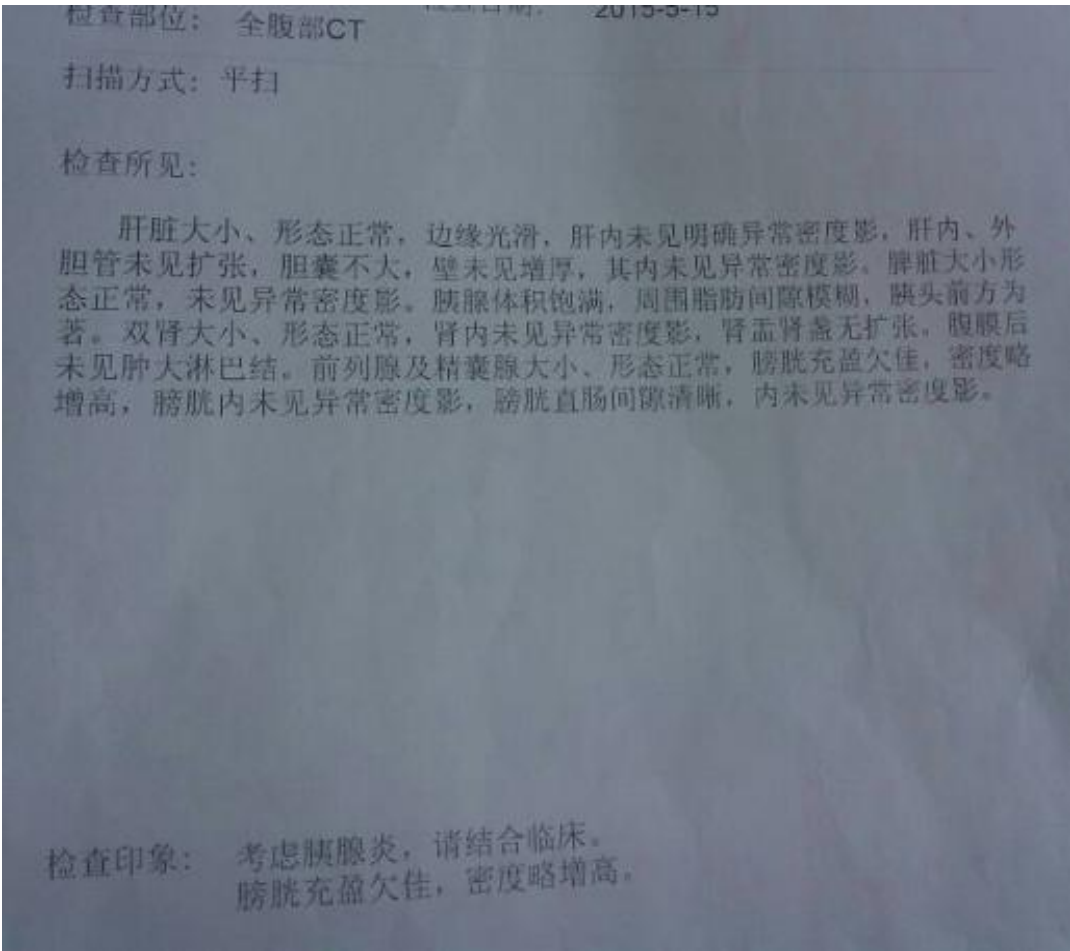 检查部位: 全腹部CT 检查日期: 2015-5-15
扫描方式: 平扫
检查所见:
肝脏大小、形态正常，边缘光滑，肝内未见明确异常密度影，肝内、外
胆管未见扩张，胆囊不大，壁未见增厚，其内未见异常密度影。脾脏大小形
态正常，未见异常密度影。胰腺体积饱满，周围脂肪间隙模糊，胰头前方为
著。双肾大小、形态正常，肾内未见异常密度影，肾盂肾盏无扩张。腹膜后
未见肿大淋巴结。前列腺及精囊腺大小、形态正常，膀胱充盈欠佳，密度略
增高，膀胱内未见异常密度影，膀胱直肠间隙清晰，内未见异常密度影。
检查印象: 考虑胰腺炎，请结合临床。
膀胱充盈欠佳，密度略增高。